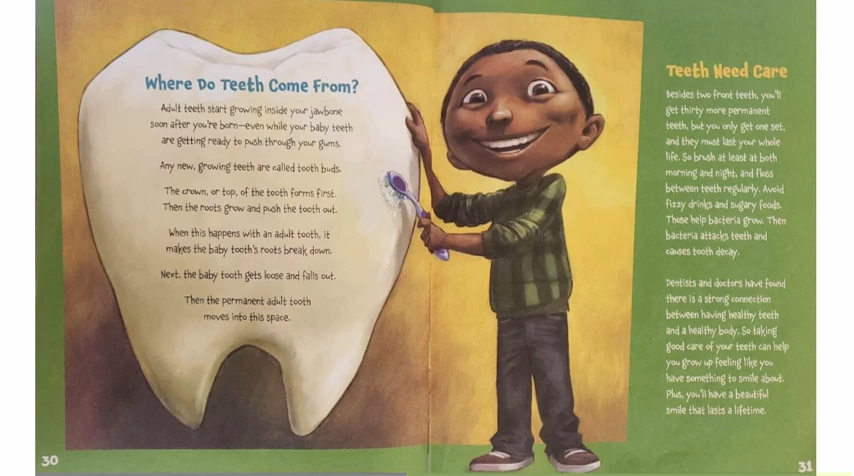 Where Do Teeth Come From?
Adult teeth start growing inside your jawbone
soon after you're born—even while your baby teeth
are getting ready to push through your gums.
Any new, growing teeth are called tooth buds.
The crown, or top, of the tooth forms first.
Then the roots grow and push the tooth out.
When this happens with an adult tooth, it
makes the baby tooth's roots break down.
Next, the baby tooth gets loose and falls out.
Then the permanent adult tooth
moves into this space.
30
Teeth Need Care
Besides two front teeth, you'll
get thirty more permanent
teeth, but you only get one set,
and they must last your whole
life. So brush at least at both
morning and night, and floss
between teeth regularly. Avoid
fizzy drinks and sugary foods.
Those help bacteria grow. Then
bacteria attacks teeth and
causes tooth decay.
Dentists and doctors have found
there is a strong connection
between having healthy teeth
and a healthy body. So taking
good care of your teeth can help
you grow up feeling like you
have something to smile about.
Plus, you'll have a beautiful
smile that lasts a lifetime.
31